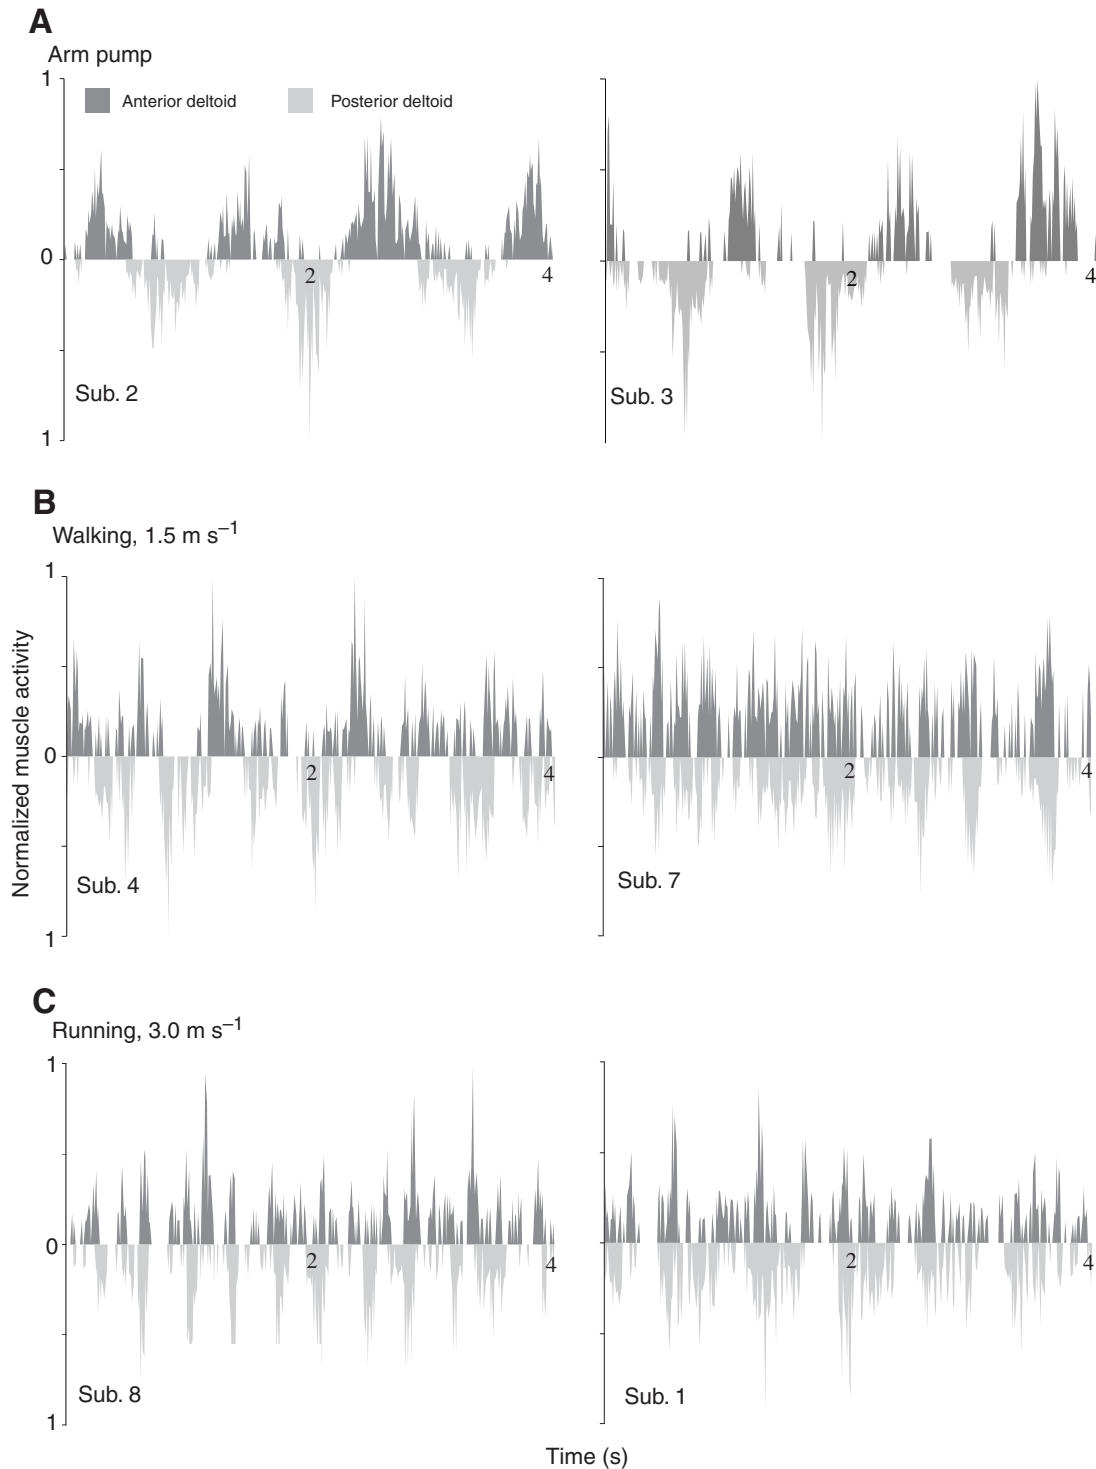 A
Arm pump
1
Anterior deltoid Posterior deltoid
0
2 4 2 4
Sub. 2 Sub. 3
1
B
Walking, 1.5 m s–1
1
0
2 4 2 4
Sub. 4 Sub. 7
1
Normalized muscle activity
C
Running, 3.0 m s–1
1
0
2 4 2 4
Sub. 8 Sub. 1
1
Time (s)